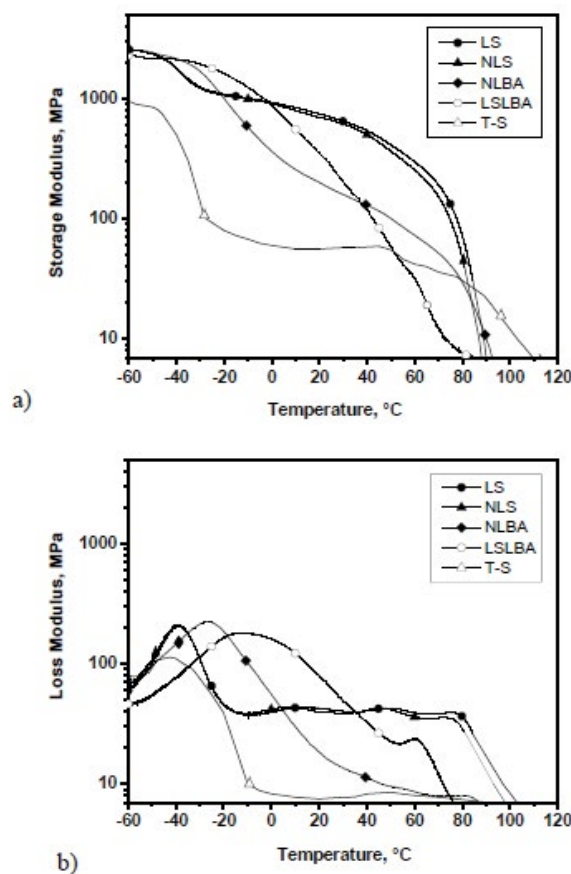 LS
NLS
NLBA
LSLBA
T-S
1000
100
10
Storage Modulus, MPa
-60 -40 -20 0 20 40 60 80 100 120
Temperature, ºC
a)
LS
NLS
NLBA
LSLBA
T-S
1000
100
10
Loss Modulus, MPa
-60 -40 -20 0 20 40 60 80 100 120
Temperature, ºC
b)